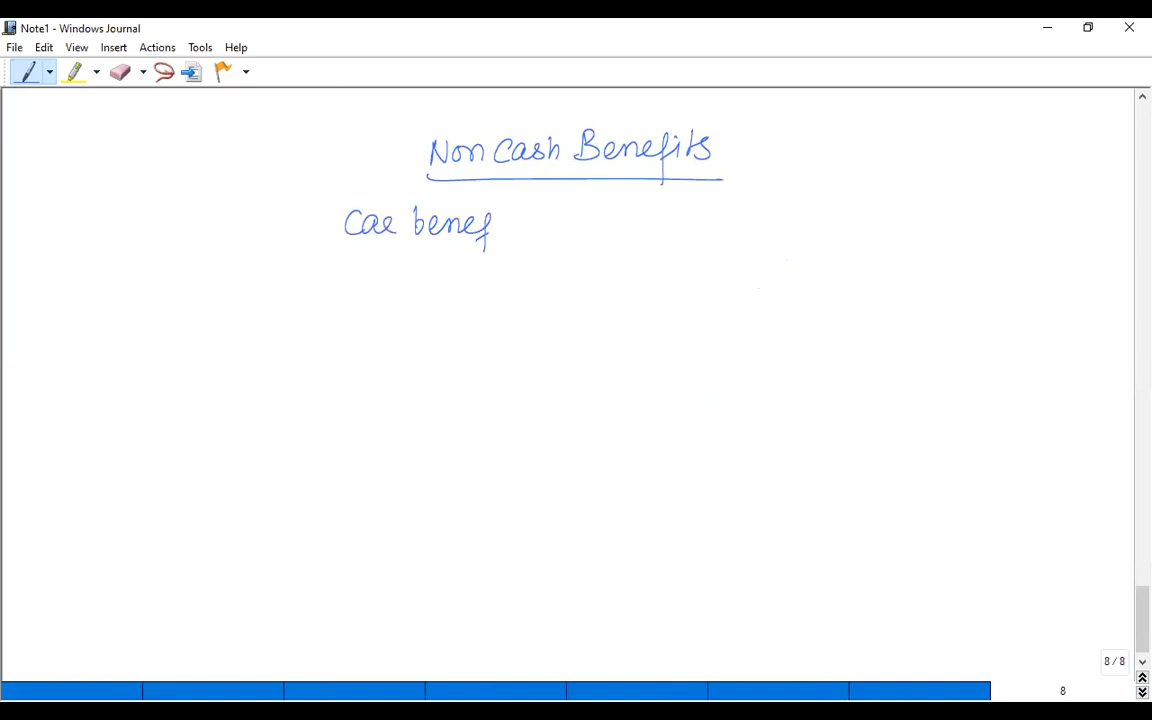 Note1 - Windows Journal
File Edit View Insert Actions Tools Help
Non Cash Benefits
Car benef
8 / 8
8